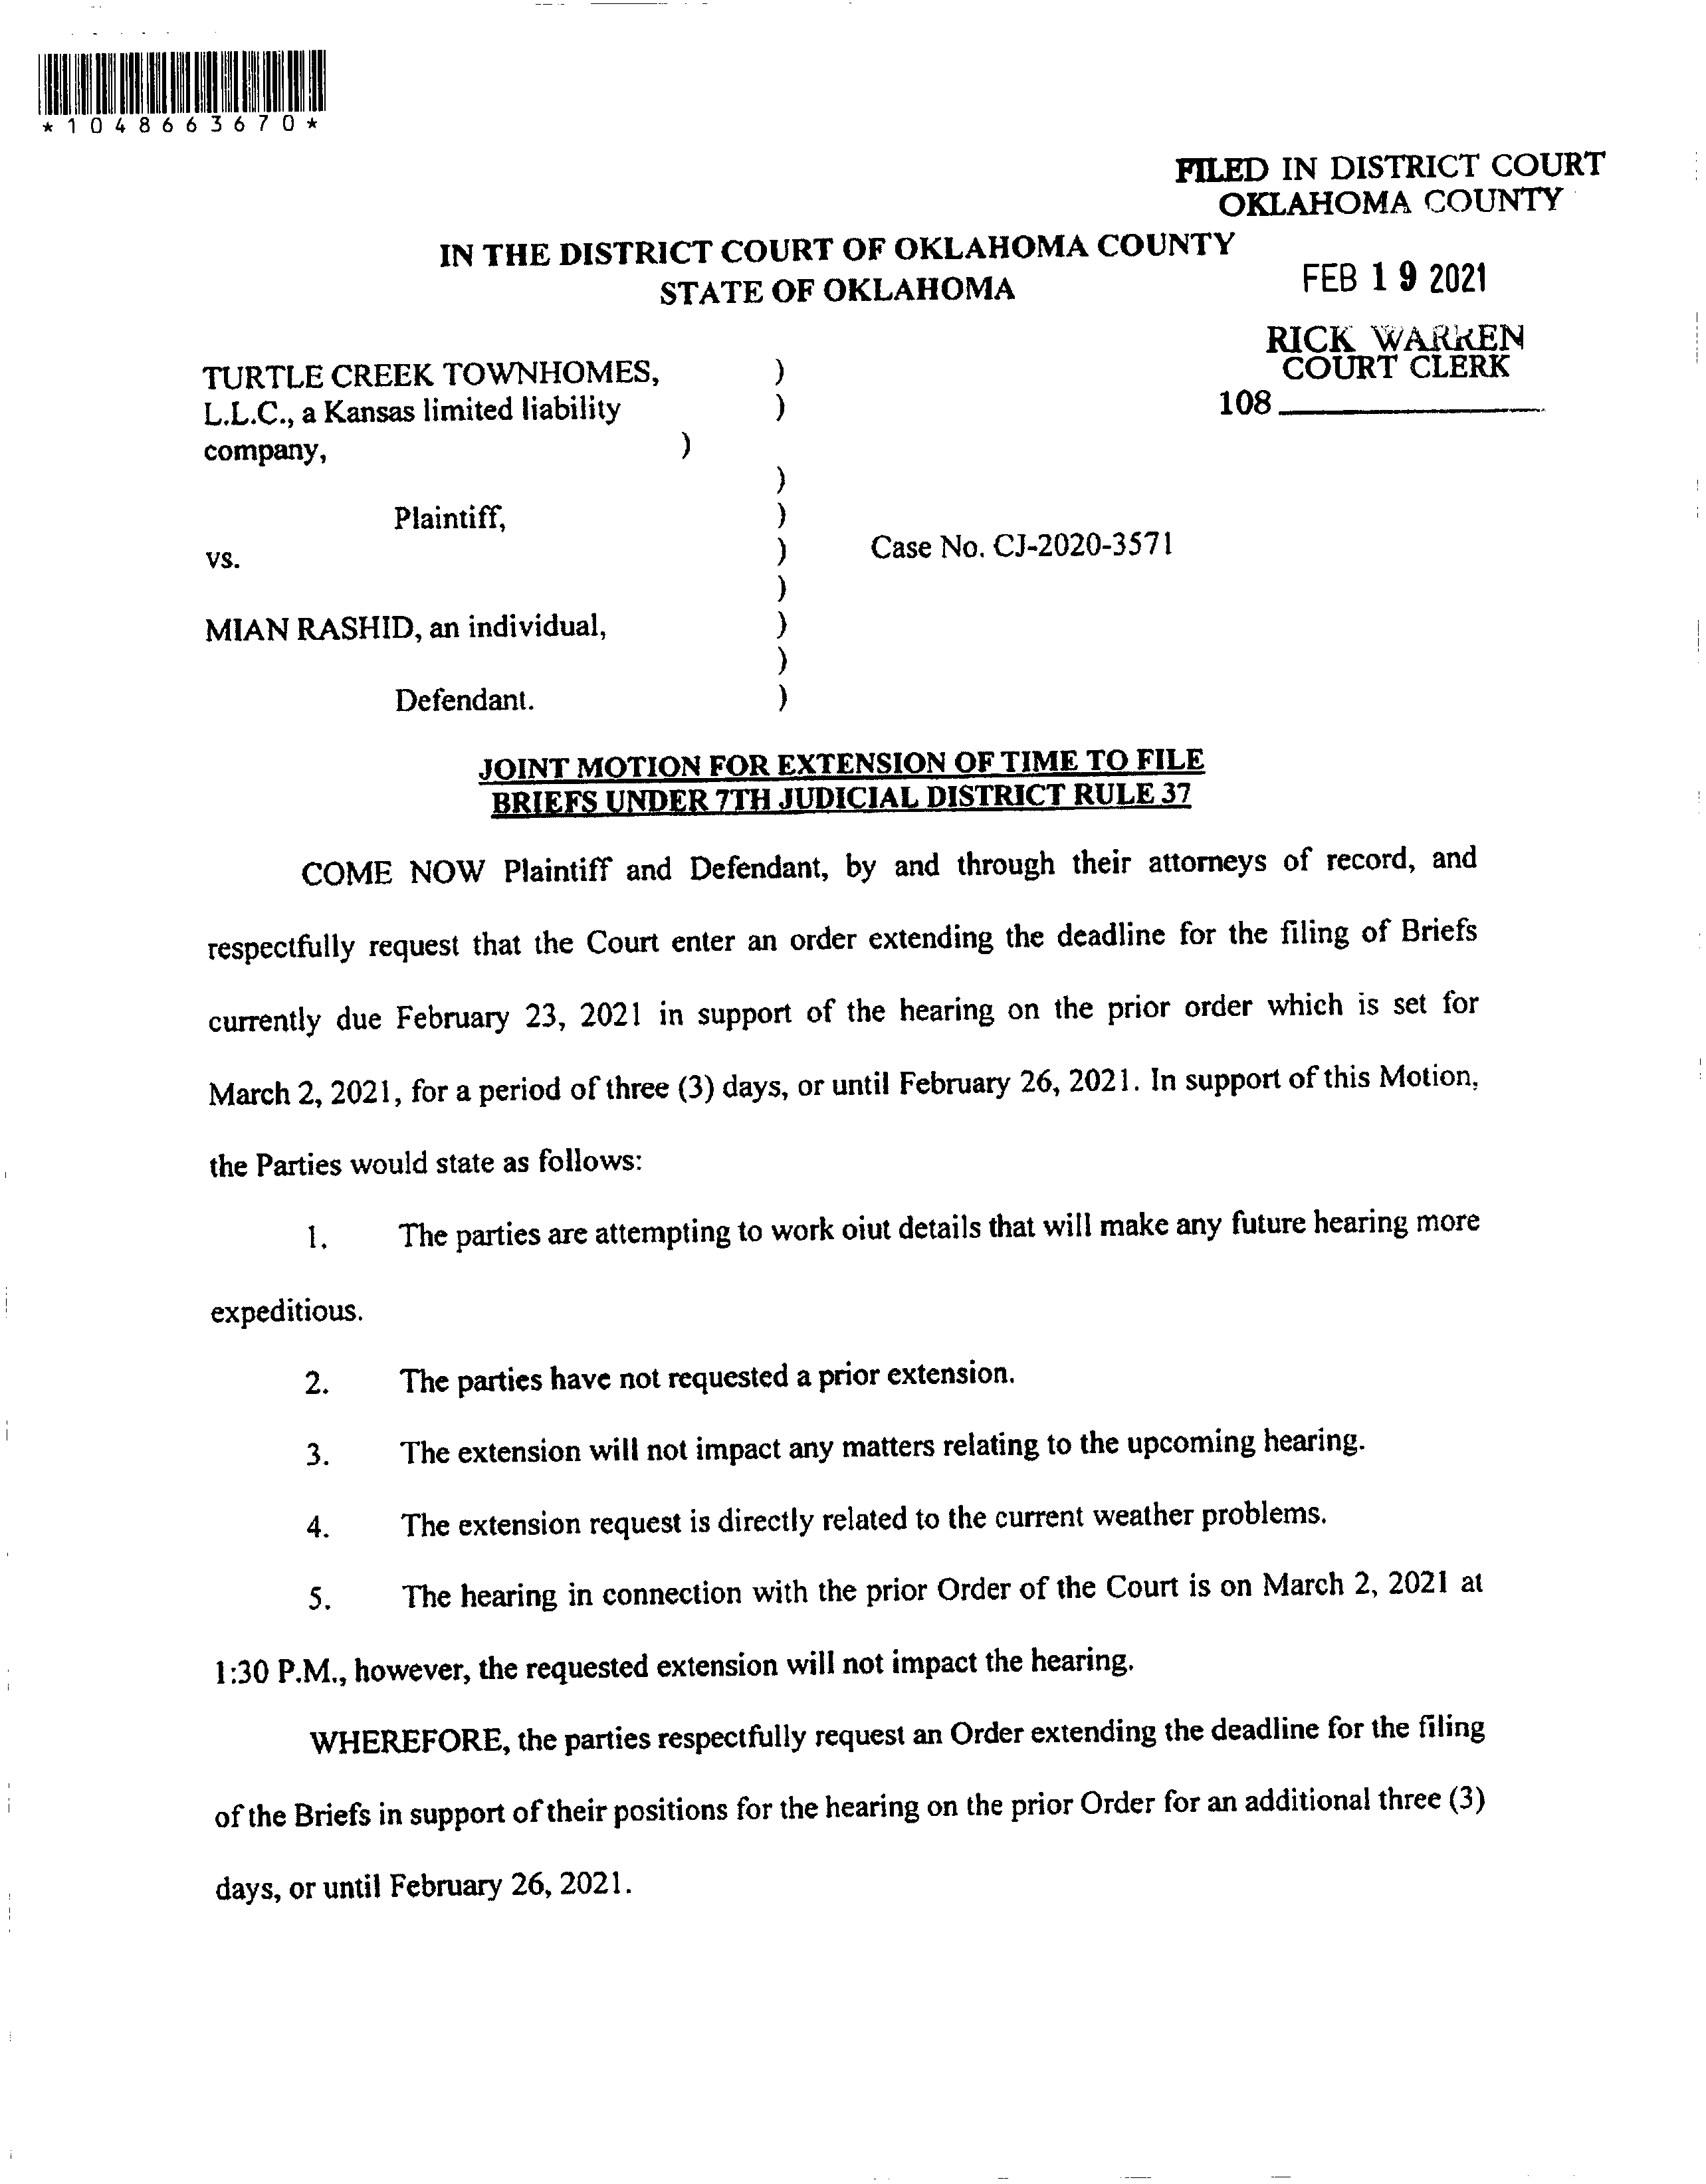 *1048663670*
FILED IN DISTRICT COURT
OKLAHOMA COUNTY
IN THE DISTRICT COURT OF OKLAHOMA COUNTY
STATE OF OKLAHOMA
FEB 19 2021
RICK WARREN
COURT CLERK
108
TURTLE CREEK TOWNHOMES, )
L.L.C., a Kansas limited liability )
company, )
)
Plaintiff, )
vs. ) Case No. CJ-2020-3571
)
MIAN RASHID, an individual, )
)
Defendant. )
JOINT MOTION FOR EXTENSION OF TIME TO FILE
BRIEFS UNDER 7TH JUDICIAL DISTRICT RULE 37
COME NOW Plaintiff and Defendant, by and through their attorneys of record, and
respectfully request that the Court enter an order extending the deadline for the filing of Briefs
currently due February 23, 2021 in support of the hearing on the prior order which is set for
March 2, 2021, for a period of three (3) days, or until February 26, 2021. In support of this Motion,
the Parties would state as follows:
1. The parties are attempting to work oiut details that will make any future hearing more
expeditious.
2. The parties have not requested a prior extension.
3. The extension will not impact any matters relating to the upcoming hearing.
4. The extension request is directly related to the current weather problems.
5. The hearing in connection with the prior Order of the Court is on March 2, 2021 at
1:30 P.M., however, the requested extension will not impact the hearing.
WHEREFORE, the parties respectfully request an Order extending the deadline for the filing
of the Briefs in support of their positions for the hearing on the prior Order for an additional three (3)
days, or until February 26, 2021.